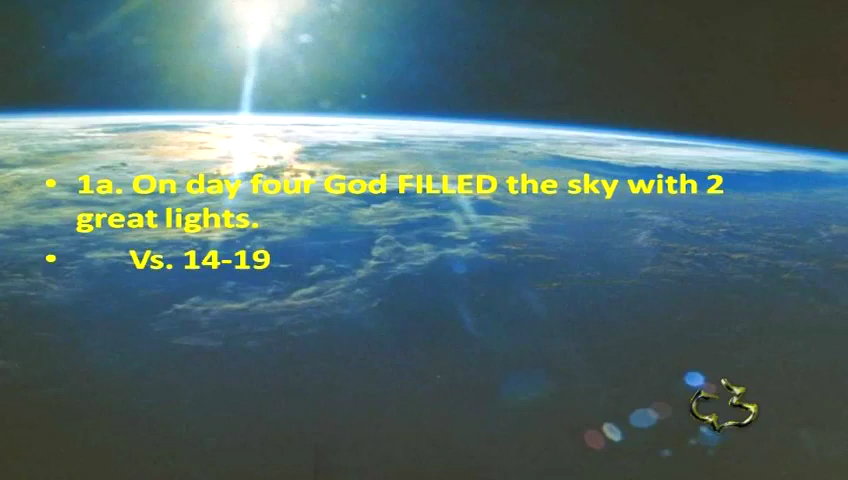 • 1a. On day four God FILLED the sky with 2
great lights.
• Vs. 14-19